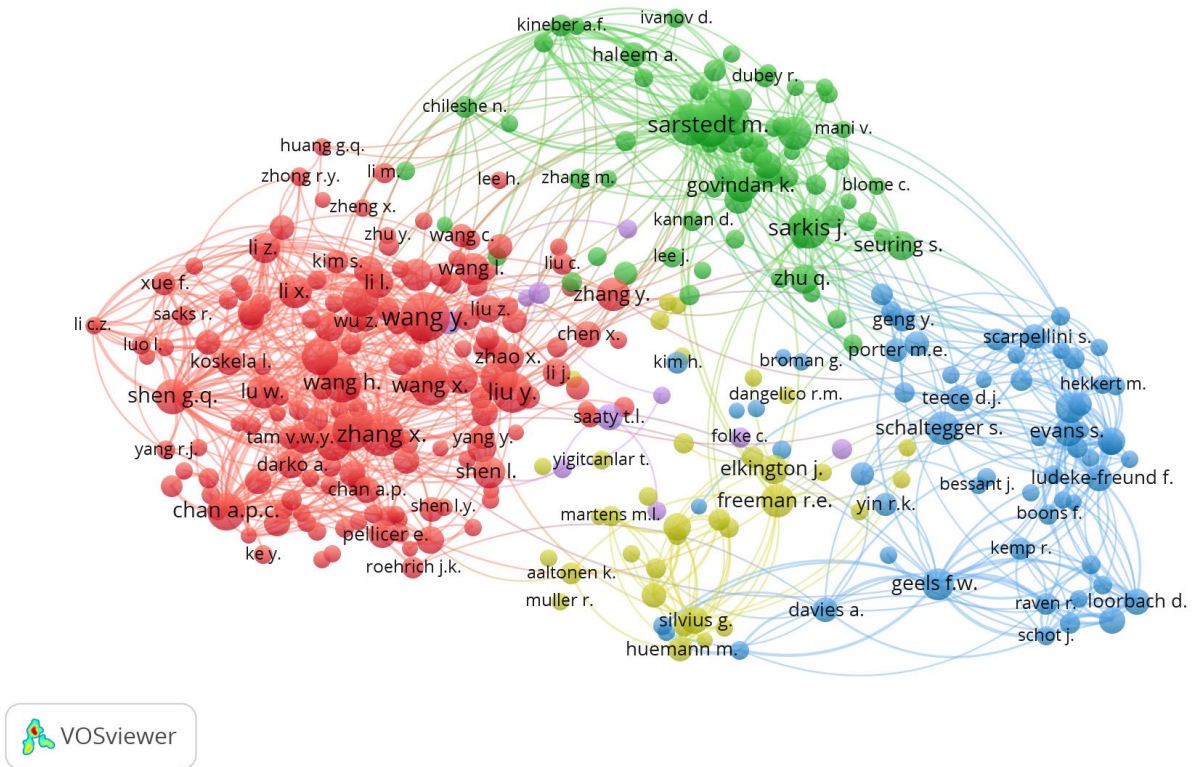 kineber a.f.
ivanov d.
haleem a.
dubey r.
chileshe n.
sarstedt m.
mani v.
huang g.q.
zhong r.y.
li m.
lee h.
zhang m.
govindan k.
blome c.
zheng x.
kannan d.
zhu y.
wang c.
sarkis j.
seuring s.
li z.
kim s.
wang l.
liu c.
lee j.
xue f.
li x.
li l.
zhang y.
zhu q.
li c.z.
sacks r.
wu z.
wang y.
liu z.
geng y.
luo l.
chen x.
scarpellini s.
koskela l.
zhao x.
kim h.
broman g.
porter m.e.
shen g.q.
lu w.
wang h.
wang x.
liu y.
li j.
dangelico r.m.
teece d.j.
hekkert m.
saaty t.l.
yang r.j.
tam v.w.y.
zhang x.
yang y.
folke c.
schaltegger s.
evans s.
darko a.
shen l.
yigitcanlar t.
elkington j.
chan a.p.
bessant j.
ludeke-freund f.
chan a.p.c.
shen l.y.
martens m.l.
freeman r.e.
yin r.k.
boons f.
ke y.
pellicer e.
kemp r.
roehrich j.k.
aaltonen k.
geels f.w.
muller r.
davies a.
raven r.
loorbach d.
silvius g.
schot j.
huemann m.
VOSviewer